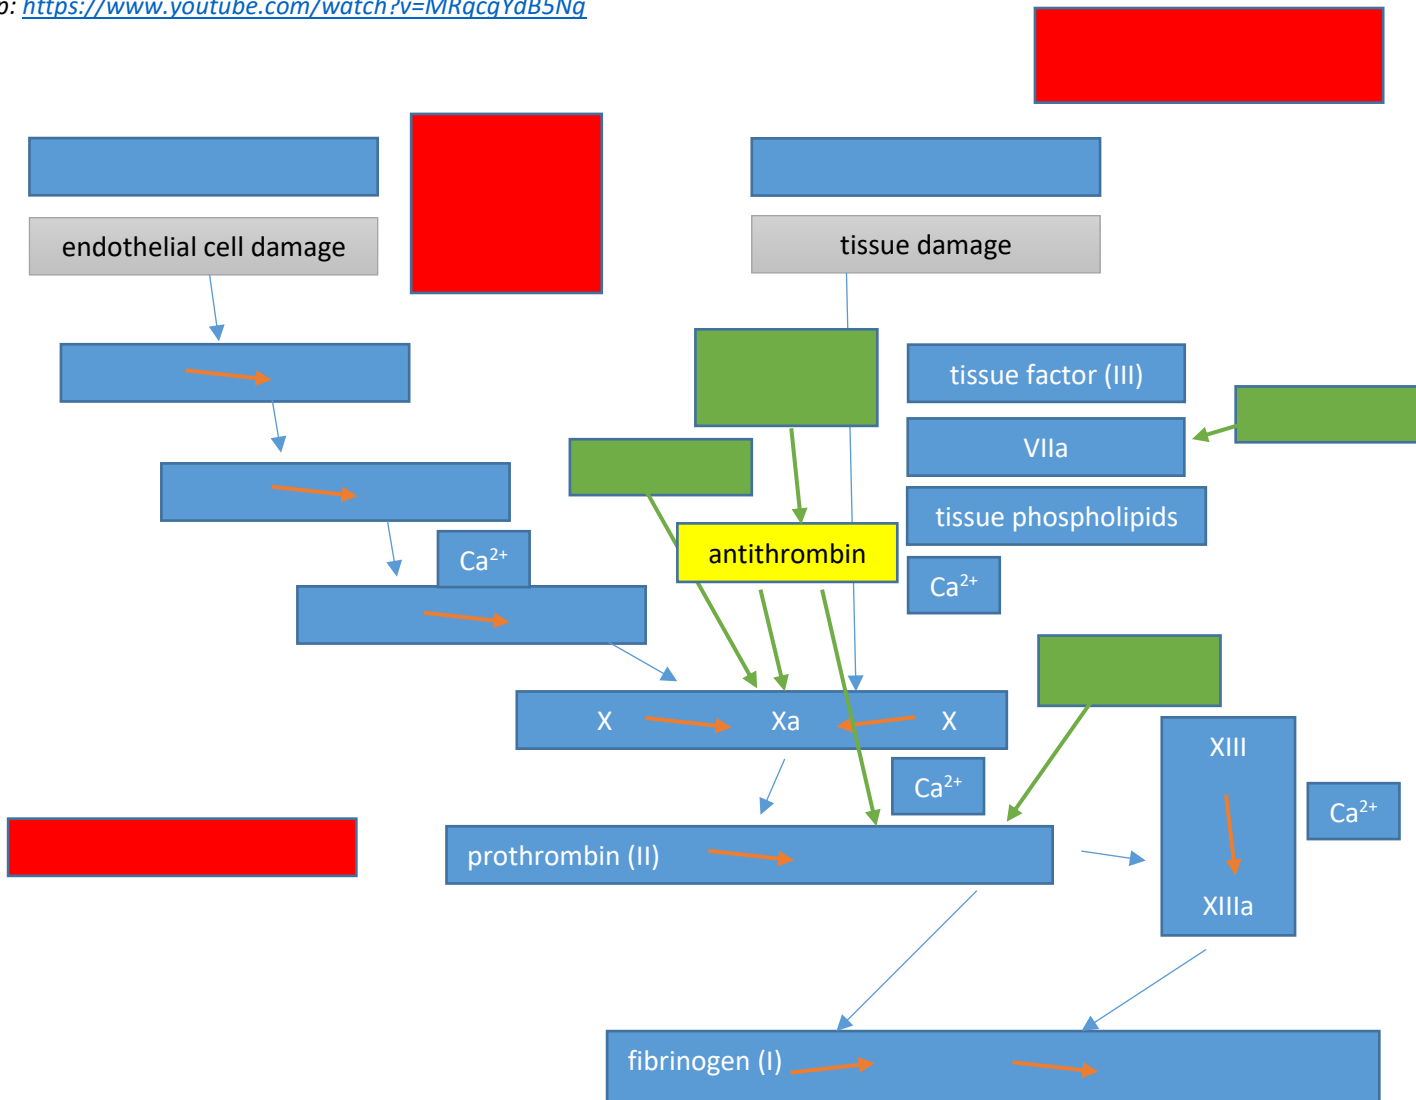 https://www.youtube.com/watch?v=MRqcgYdB5Ng
endothelial cell damage
tissue damage
tissue factor (III)
VIIa
tissue phospholipids
Ca2+
antithrombin
Ca2+
X Xa X
XIII
Ca2+
Ca2+
prothrombin (II)
XIIIa
fibrinogen (I)